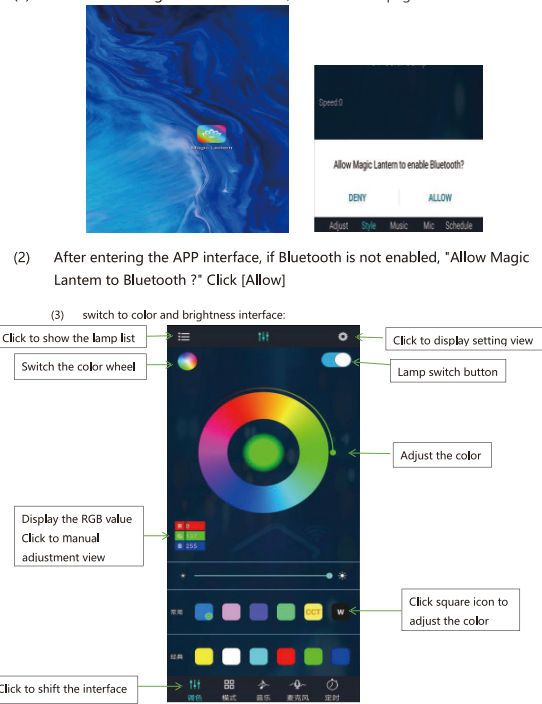 Magic Lantern
Speed:0
Allow Magic Lantern to enable Bluetooth?
DENY ALLOW
Adjust Style Music Mic Schedule
(2) After entering the APP interface, if Bluetooth is not enabled, "Allow Magic
Lantem to Bluetooth ?" Click [Allow]
(3) switch to color and brightness interface:
Click to show the lamp list
Click to display setting view
Switch the color wheel
Lamp switch button
Adjust the color
Display the RGB value
Click to manual
adjustment view
R 0
G
B 255
Click square icon to
adjust the color
常规 CCT W
经典
Click to shift the interface
调色 模式 音乐 麦克风 定时